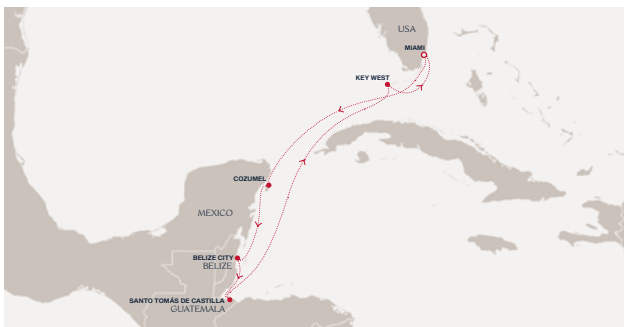 USA
MIAMI
KEY WEST
COZUMEL
MEXICO
BELIZE CITY
BELIZE
SANTO TOMÁS DE CASTILLA
GUATEMALA